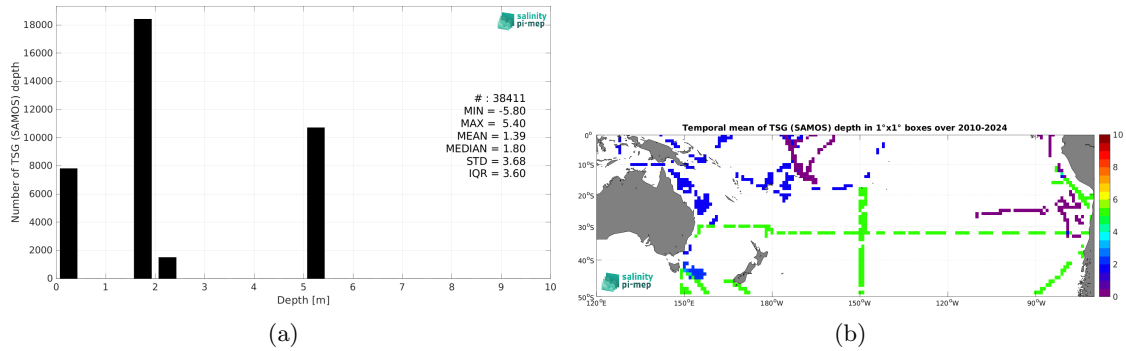 salinity
pi-mep
18000
16000
14000
12000
10000
8000
6000
4000
2000
0
Number of TSG (SAMOS) depth
# : 38411
MIN = -5.80
MAX = 5.40
MEAN = 1.39
MEDIAN = 1.80
STD = 3.68
IQR = 3.60
0 1 2 3 4 5 6 7 8 9 10
Depth [m]
(a)
Temporal mean of TSG (SAMOS) depth in 1°x1° boxes over 2010-2024
0°
10°S
20°S
30°S
40°S
50°S
120°E 150°E 180°W 150°W 120°W 90°W
10
8
6
4
2
0
salinity
pi-mep
(b)